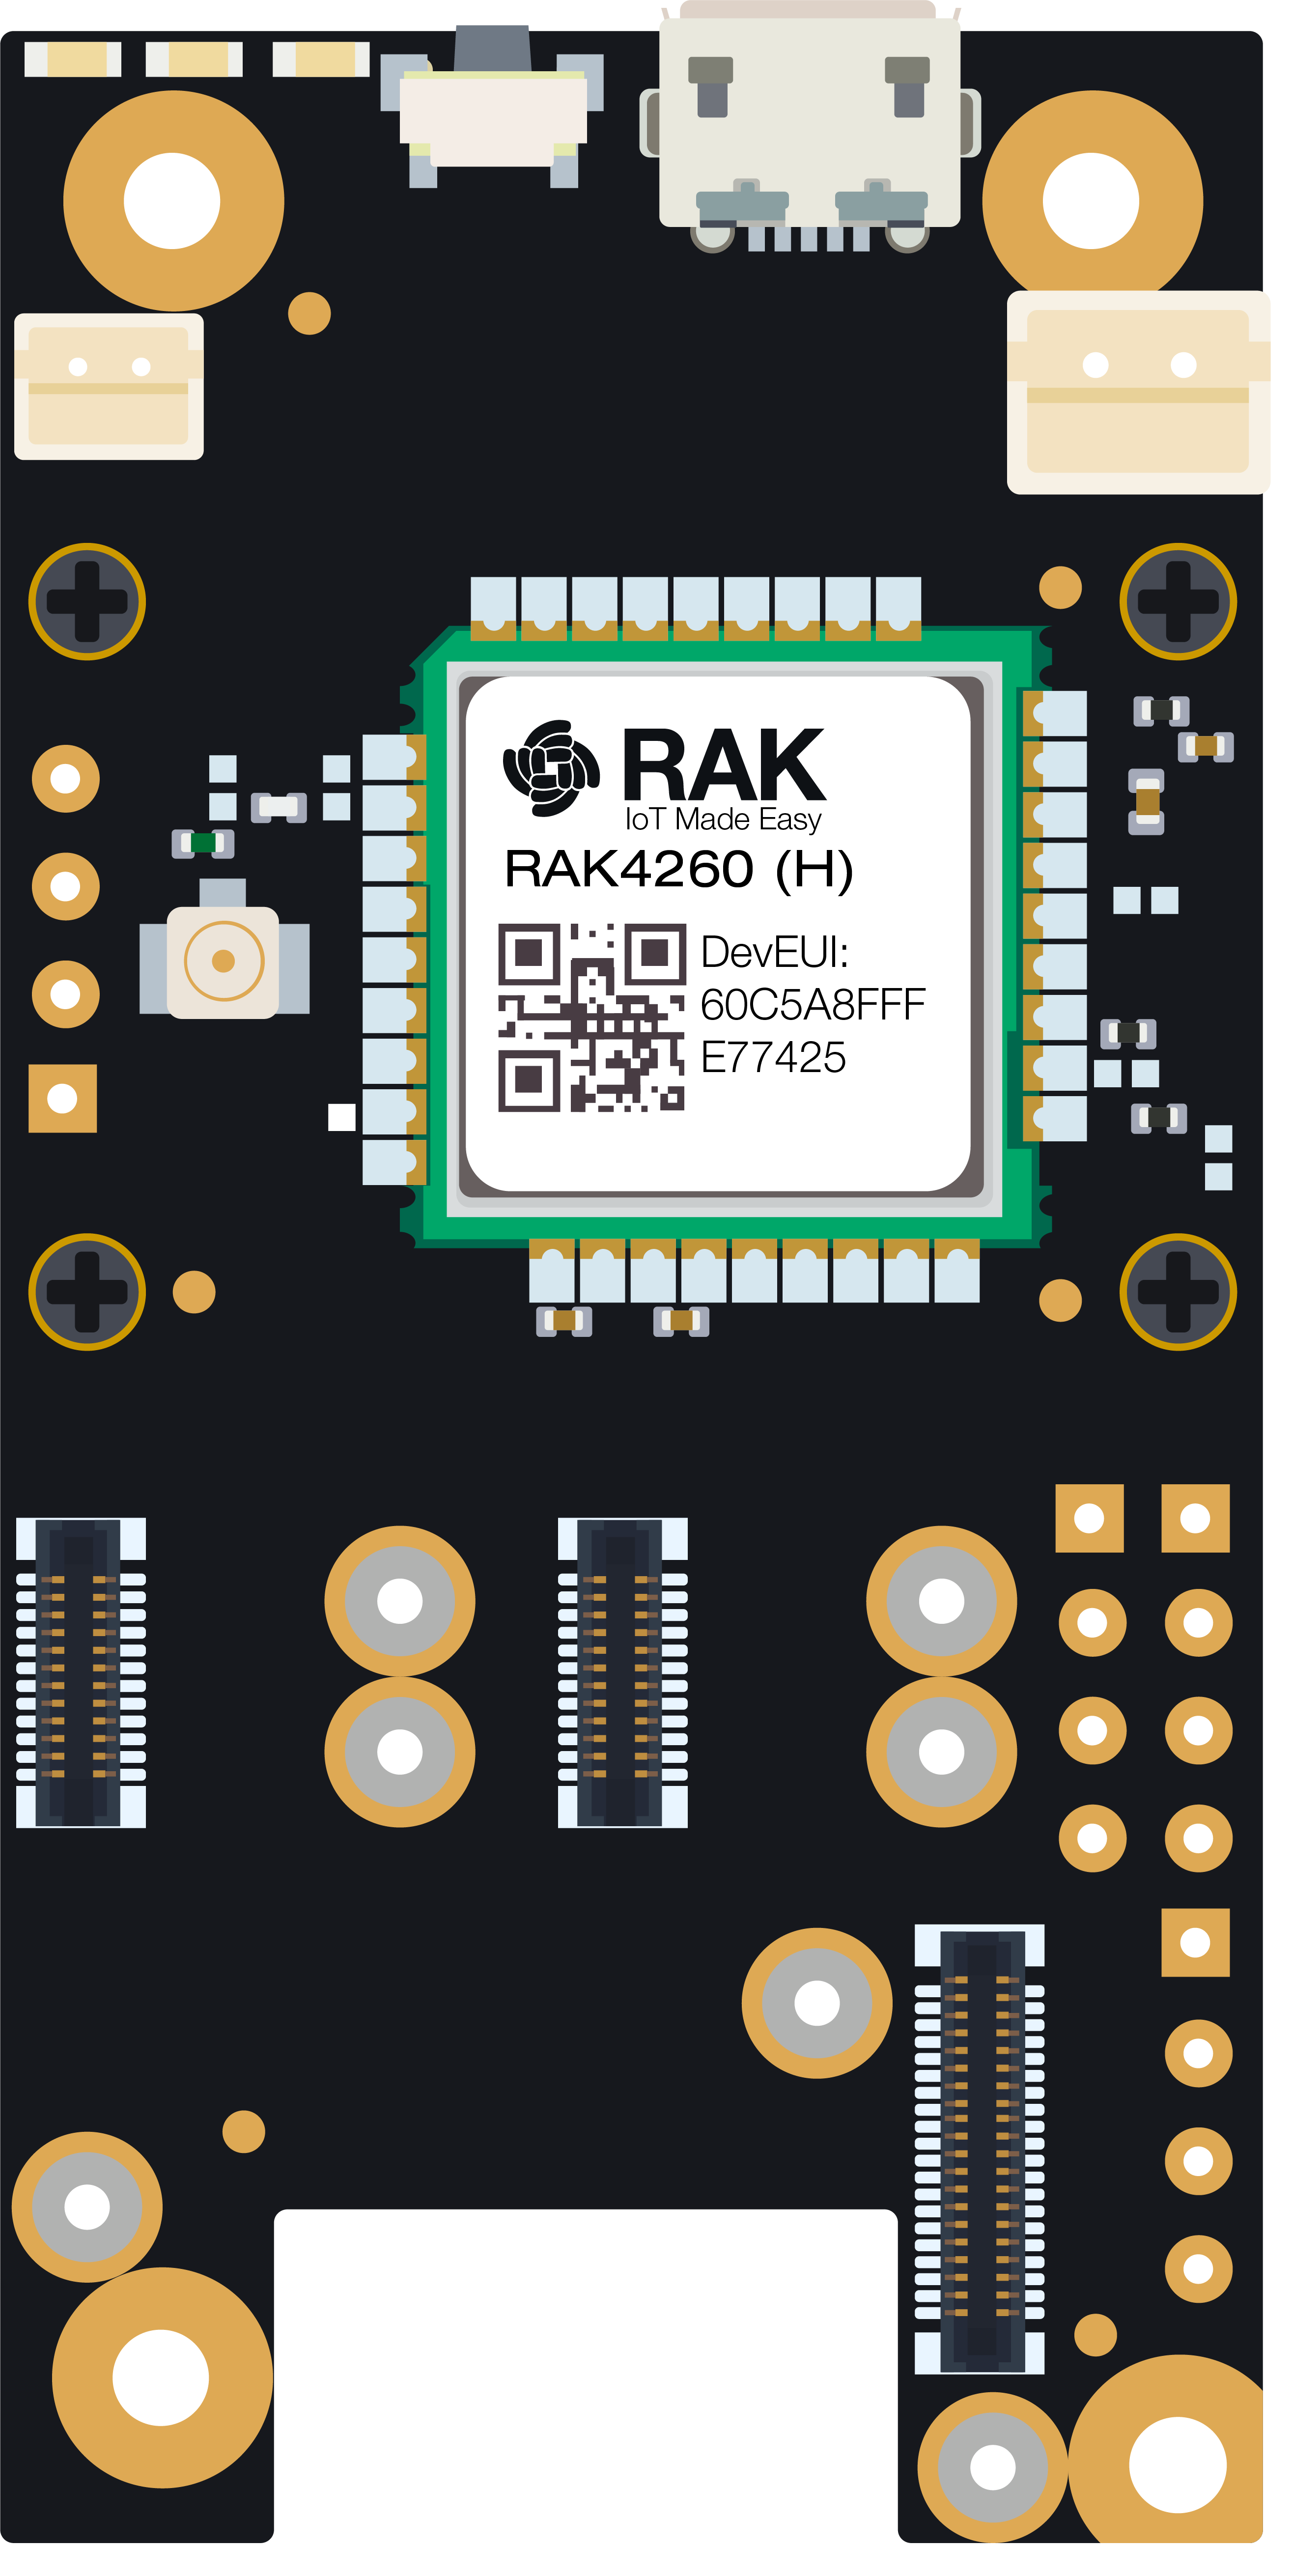 RAK
IoT Made Easy
RAK4260 (H)
DevEUI:
60C5A8FFF
E77425